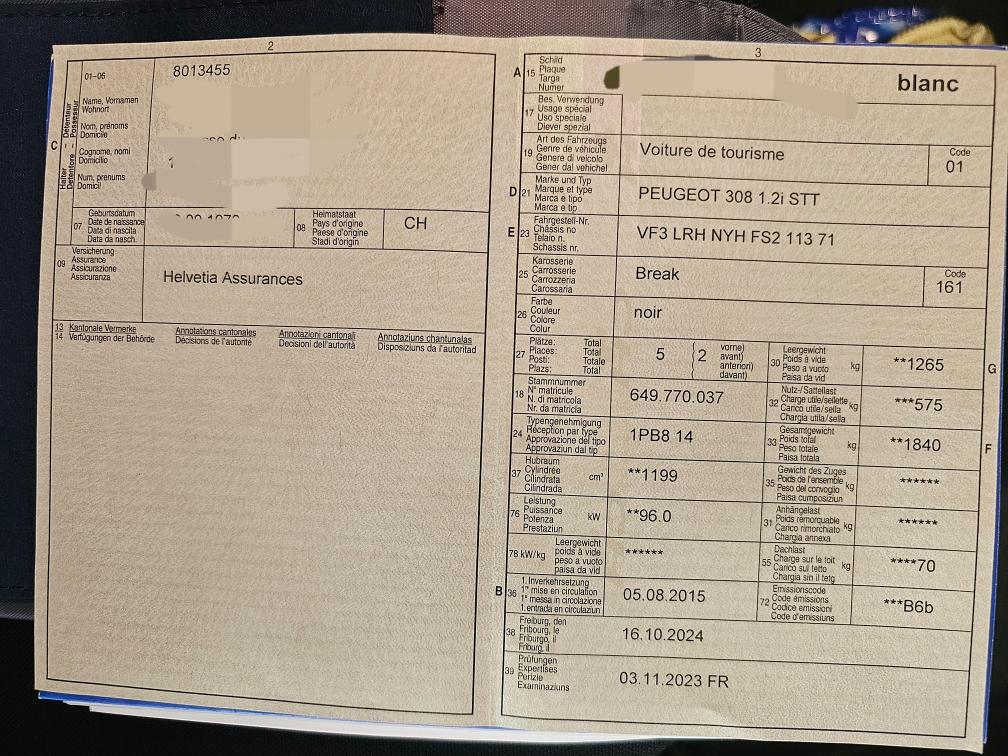 2
01–06
8013455
C
Halter – Détenteur
Detentore – Possessur
Name, Vornamen
Wohnort
Nom, prénoms
Domicile
Cognome, nomi
Domicilio
Num, prenums
Domicil
07
Geburtsdatum
Date de naissance
Data di nascita
Data da nasch.
08
Heimatstaat
Pays d'origine
Paese d'origine
Stadi d'origin
CH
09
Versicherung
Assurance
Assicurazione
Assicuranza
Helvetia Assurances
13 Kantonale Vermerke Annotations cantonales Annotazioni cantonali Annotaziuns chantunalas
14 Verfügungen der Behörde Décisions de l'autorité Decisioni dell'autorità Disposiziuns da l'autoritad
3
A 15
Schild
Plaque
Targa
Numer
blanc
17
Bes. Verwendung
Usage spécial
Uso speciale
Diever spezial
19
Art des Fahrzeugs
Genre de véhicule
Genere di veicolo
Gener dal vehichel
Voiture de tourisme
Code
01
D 21
Marke und Typ
Marque et type
Marca e tipo
Marca e tip
PEUGEOT 308 1.2i STT
E 23
Fahrgestell-Nr.
Châssis no
Telaio n.
Schassis nr.
VF3 LRH NYH FS2 113 71
25
Karosserie
Carrosserie
Carrozzeria
Carossaria
Break
Code
161
26
Farbe
Couleur
Colore
Colur
noir
27
Plätze: Total
Places: Total
Posti: Totale
Plazs: Total
5 ( 2
vorne)
avant)
anteriori)
davant)
30
Leergewicht
Poids à vide
Peso a vuoto
Paisa da vid
kg
**1265
G
18
Stammnummer
N° matricule
N. di matricola
Nr. da matricla
649.770.037
32
Nutz-/Sattellast
Charge utile/sellette
Carico utile/sella
Chargia utila/sella
kg
***575
24
Typengenehmigung
Réception par type
Approvazione del tipo
Approvaziun dal tip
1PB8 14
33
Gesamtgewicht
Poids total
Peso totale
Paisa totala
kg
**1840
F
37
Hubraum
Cylindrée
Cilindrata
Cilindrada
cm³
**1199
35
Gewicht des Zuges
Poids de l'ensemble
Peso del convoglio
Paisa cumposiziun
kg
******
76
Leistung
Puissance
Potenza
Prestaziun
kW
**96.0
31
Anhängelast
Poids remorquable
Carico rimorchiato
Chargia annexa
kg
******
78 kW/kg
Leergewicht
poids à vide
peso a vuoto
paisa da vid
******
55
Dachlast
Charge sur le toit
Carico sul tetto
Chargia sin il tetg
kg
****70
B 36
1. Inverkehrsetzung
1re mise en circulation
1a messa in circolazione
1. entrada en circulaziun
05.08.2015
72
Emissionscode
Code émissions
Codice emissioni
Code d'emissiuns
***B6b
38
Freiburg, den
Fribourg, le
Friburgo, il
Friburg, il
16.10.2024
39
Prüfungen
Expertises
Perizie
Examinaziuns
03.11.2023 FR